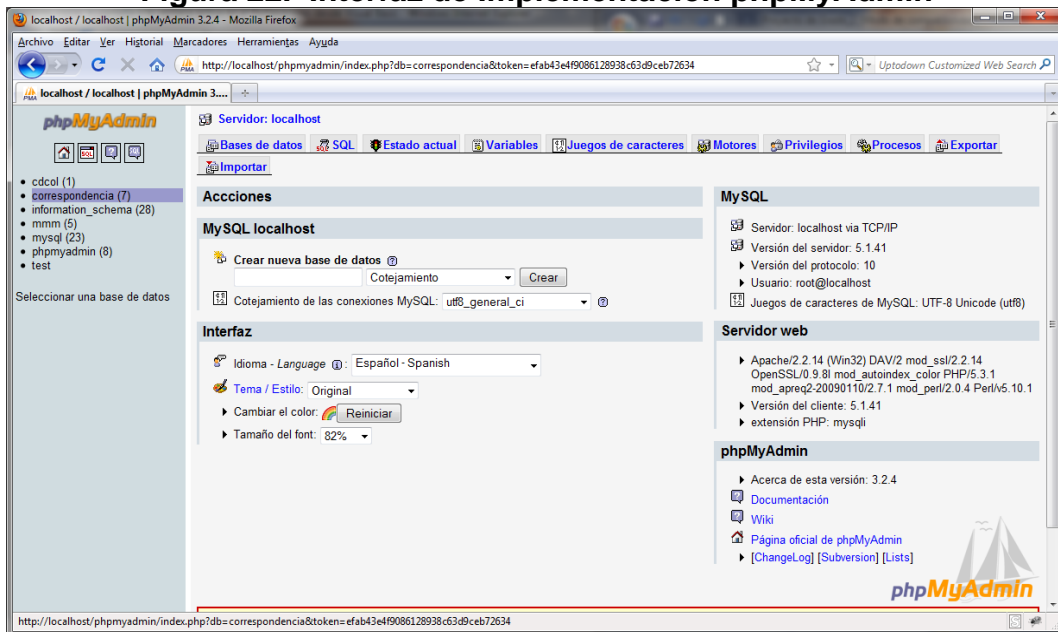 Figura 22. Interfaz de implementación phpMyAdmin
localhost / localhost | phpMyAdmin 3.2.4 - Mozilla Firefox
Archivo Editar Ver Historial Marcadores Herramientas Ayuda
http://localhost/phpmyadmin/index.php?db=correspondencia&token=efab43e4f9086128938c63d9ceb72634
Uptodown Customized Web Search
localhost / localhost | phpMyAdmin 3....
phpMyAdmin
cdcol (1)
correspondencia (7)
information_schema (28)
mmm (5)
mysql (23)
phpmyadmin (8)
test
Seleccionar una base de datos
Servidor: localhost
Bases de datos SQL Estado actual Variables Juegos de caracteres Motores Privilegios Procesos Exportar
Importar
Accciones
MySQL localhost
Crear nueva base de datos
Cotejamiento Crear
Cotejamiento de las conexiones MySQL: utf8_general_ci
Interfaz
Idioma - Language : Español - Spanish
Tema / Estilo: Original
Cambiar el color: Reiniciar
Tamaño del font: 82%
MySQL
Servidor: localhost via TCP/IP
Versión del servidor: 5.1.41
Versión del protocolo: 10
Usuario: root@localhost
Juegos de caracteres de MySQL: UTF-8 Unicode (utf8)
Servidor web
Apache/2.2.14 (Win32) DAV/2 mod_ssl/2.2.14
OpenSSL/0.9.8l mod_autoindex_color PHP/5.3.1
mod_apreq2-20090110/2.7.1 mod_perl/2.0.4 Perl/v5.10.1
Versión del cliente: 5.1.41
extensión PHP: mysqli
phpMyAdmin
Acerca de esta versión: 3.2.4
Documentación
Wiki
Página oficial de phpMyAdmin
[ChangeLog] [Subversion] [Lists]
phpMyAdmin
http://localhost/phpmyadmin/index.php?db=correspondencia&token=efab43e4f9086128938c63d9ceb72634